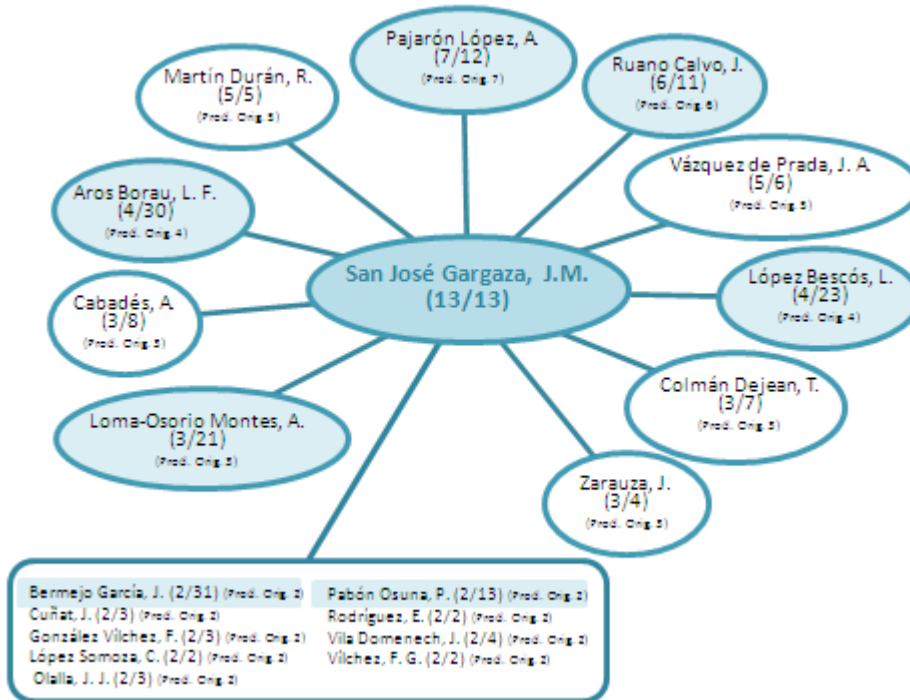 Pajarón López, A.
(7/12)
(Prod. Orig. 7)
Ruano Calvo, J.
(6/11)
(Prod. Orig. 6)
Martín Durán, R.
(5/5)
(Prod. Orig. 5)
Vázquez de Prada, J. A.
(5/6)
(Prod. Orig. 5)
Aros Borau, L. F.
(4/30)
(Prod. Orig. 4)
San José Gargaza, J.M.
(13/13)
López Bescós, L.
(4/23)
(Prod. Orig. 4)
Cabadés, A.
(3/8)
(Prod. Orig. 3)
Colmán Dejean, T.
(3/7)
(Prod. Orig. 3)
Loma-Osorio Montes, A.
(3/21)
(Prod. Orig. 3)
Zarauza, J.
(3/4)
(Prod. Orig. 3)
Bermejo García, J. (2/31) (Prod. Orig. 2)
Cuñat, J. (2/3) (Prod. Orig. 2)
González Vílchez, F. (2/3) (Prod. Orig. 2)
López Somoza, C. (2/2) (Prod. Orig. 2)
Olalla, J. J. (2/3) (Prod. Orig. 2)
Pabón Osuna, P. (2/13) (Prod. Orig. 2)
Rodríguez, E. (2/2) (Prod. Orig. 2)
Vila Domenech, J. (2/4) (Prod. Orig. 2)
Vílchez, F. G. (2/2) (Prod. Orig. 2)